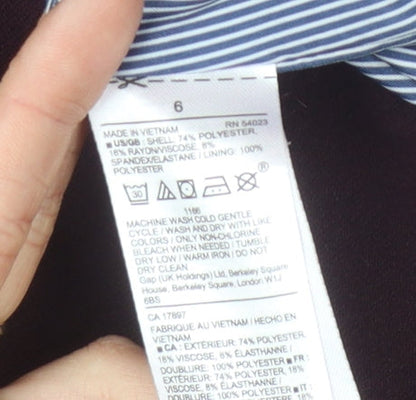 6
MADE IN VIETNAM RN 54023
■ US/GB : SHELL: 74% POLYESTER,
18% RAYON/VISCOSE, 8%
SPANDEX/ELASTANE / LINING: 100%
POLYESTER
30 ®
1166
MACHINE WASH COLD GENTLE
CYCLE / WASH AND DRY WITH LIKE
COLORS / ONLY NON-CHLORINE
BLEACH WHEN NEEDED / TUMBLE
DRY LOW / WARM IRON / DO NOT
DRY CLEAN
Gap (UK Holdings) Ltd, Berkeley Square
House, Berkeley Square, London W1J
6BS
CA 17897
FABRIQUÉ AU VIETNAM / HECHO EN
VIETNAM
■ CA : EXTÉRIEUR: 74% POLYESTER,
18% VISCOSE, 8% ÉLASTHANNE /
DOUBLURE: 100% POLYESTER ■ FR :
EXTÉRIEUR: 74% POLYESTER, 18%
VISCOSE, 8% ÉLASTHANNE /
DOUBLURE: 100% POLYESTER ■ IT :